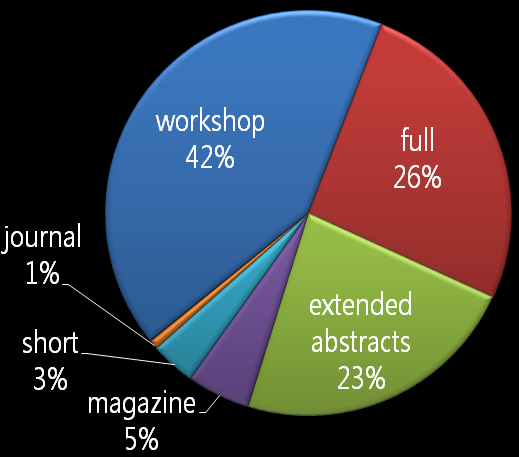 workshop
42%
full
26%
journal
1%
extended
abstracts
23%
short
3%
magazine
5%